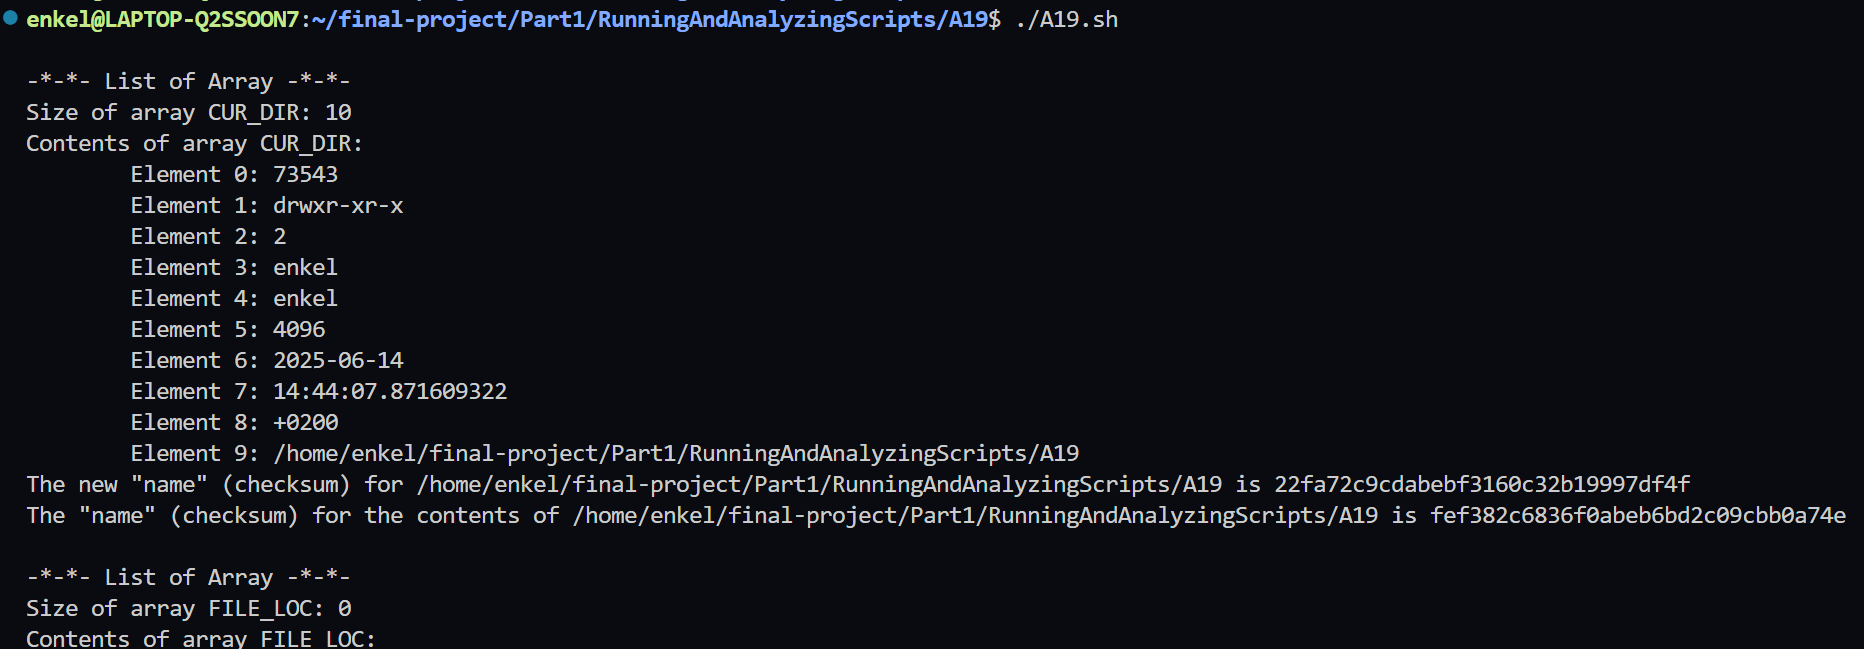 enkel@LAPTOP-Q2SSOON7:~/final-project/Part1/RunningAndAnalyzingScripts/A19$ ./A19.sh
-*-*- List of Array -*-*-
Size of array CUR_DIR: 10
Contents of array CUR_DIR:
Element 0: 73543
Element 1: drwxr-xr-x
Element 2: 2
Element 3: enkel
Element 4: enkel
Element 5: 4096
Element 6: 2025-06-14
Element 7: 14:44:07.871609322
Element 8: +0200
Element 9: /home/enkel/final-project/Part1/RunningAndAnalyzingScripts/A19
The new "name" (checksum) for /home/enkel/final-project/Part1/RunningAndAnalyzingScripts/A19 is 22fa72c9cdabebf3160c32b19997df4f
The "name" (checksum) for the contents of /home/enkel/final-project/Part1/RunningAndAnalyzingScripts/A19 is fef382c6836f0abeb6bd2c09cbb0a74e
-*-*- List of Array -*-*-
Size of array FILE_LOC: 0
Contents of array FILE_LOC: